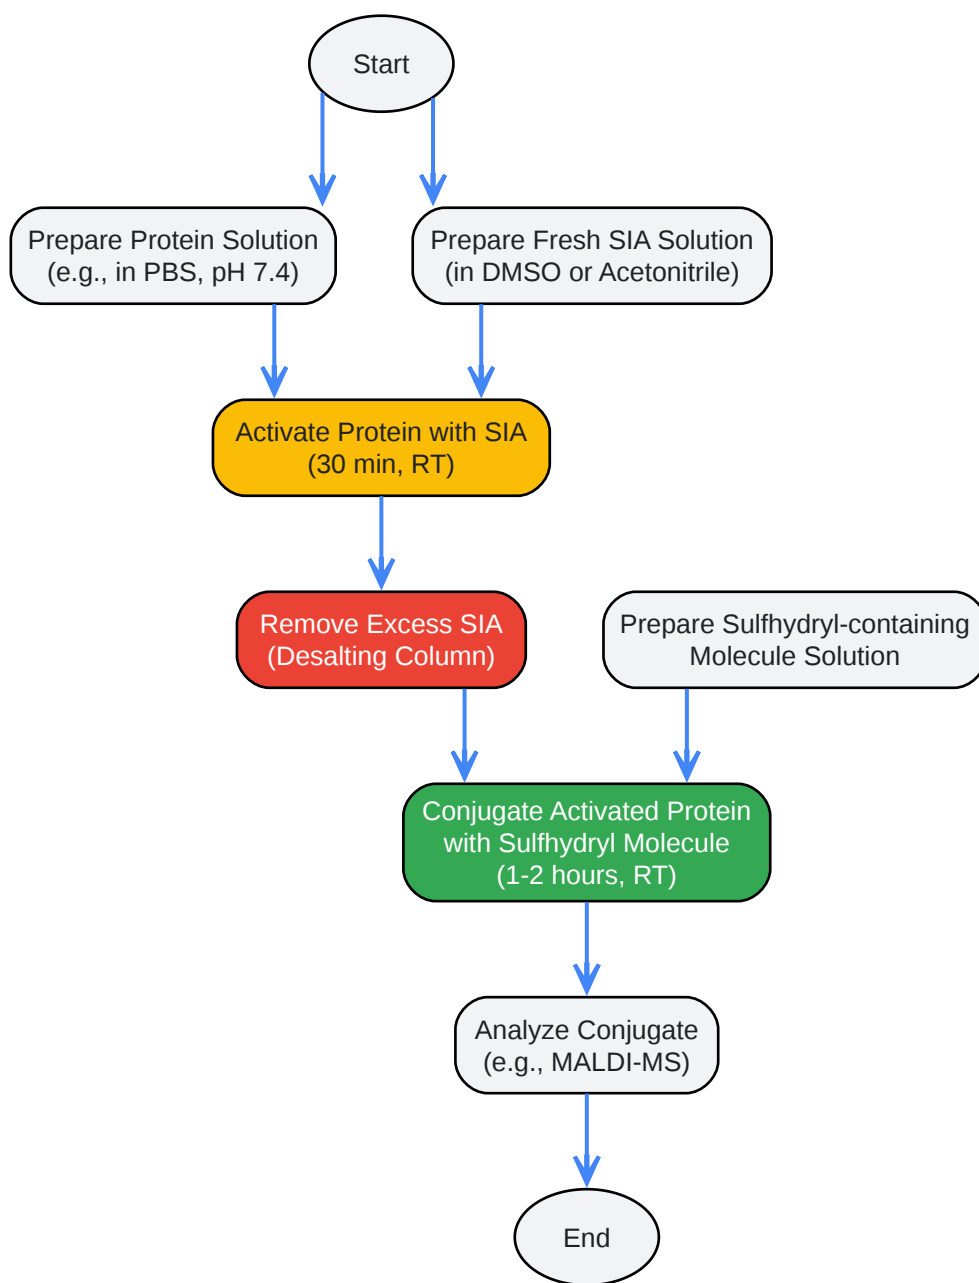 Start
Prepare Protein Solution
(e.g., in PBS, pH 7.4)
Prepare Fresh SIA Solution
(in DMSO or Acetonitrile)
Activate Protein with SIA
(30 min, RT)
Remove Excess SIA
(Desalting Column)
Prepare Sulfhydryl-containing
Molecule Solution
Conjugate Activated Protein
with Sulfhydryl Molecule
(1-2 hours, RT)
Analyze Conjugate
(e.g., MALDI-MS)
End